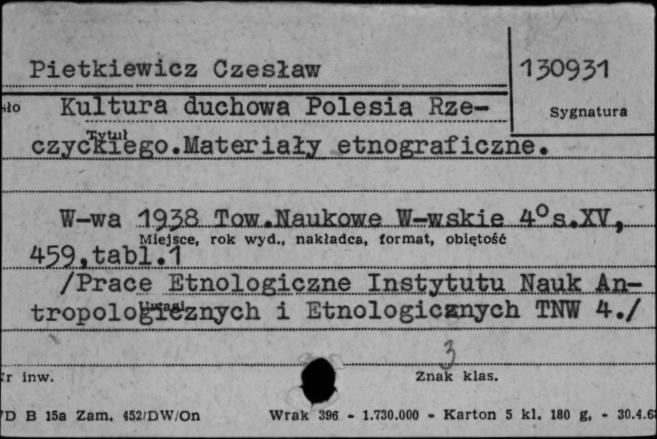 Pietkiewicz Czesław
130931
sło Kultura duchowa Polesia Rze-
Sygnatura
Tytuł
czyckiego.Materiały etnograficzne.
W-wa 1938 Tow.Naukowe W-wskie 4°s.XV,
Miejsce, rok wyd., nakładca, format, objętość
459,tabl.1
/Prace Etnologiczne Instytutu Nauk An-
Uwagi
tropologicznych i Etnologicznych TNW 4./
3
Nr inw.
Znak klas.
D B 15a Zam. 452/DW/On Wrak 396 - 1.730.000 - Karton 5 kl. 180 g, - 30.4.6